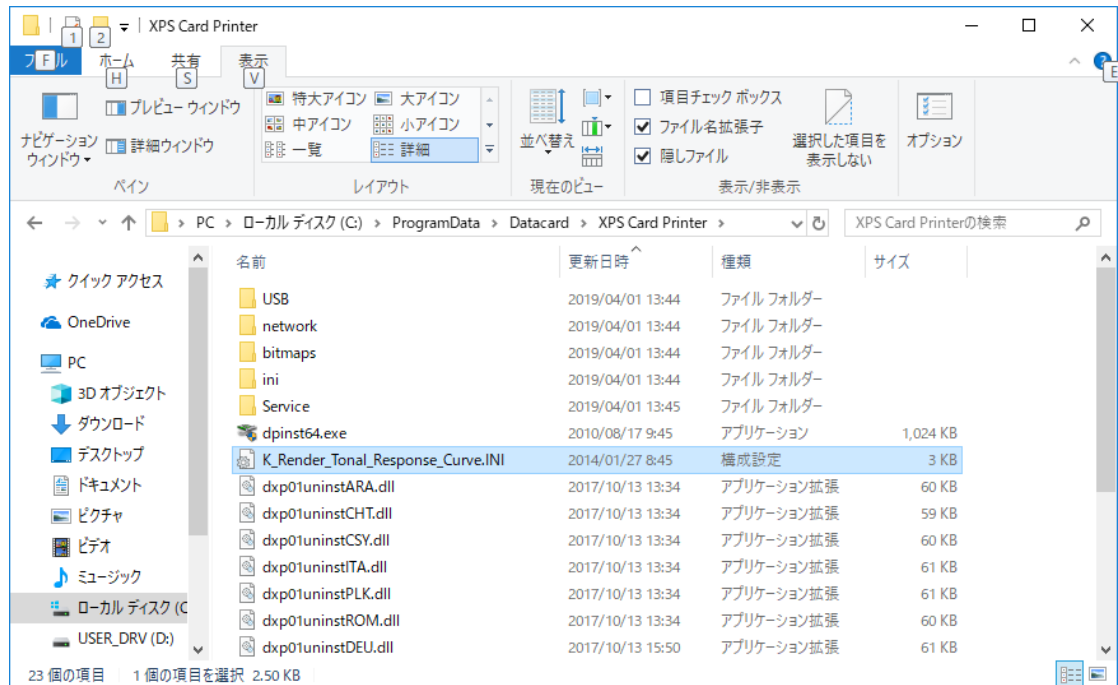 XPS Card Printer
1 2
フ F ル ホーム 共有 表示
H S V E
ナビゲーション ウィンドウ
プレビュー ウィンドウ
詳細ウィンドウ
ペイン
特大アイコン 大アイコン
中アイコン 小アイコン
一覧 詳細
レイアウト
並べ替え
現在のビュー
項目チェック ボックス
ファイル名拡張子
隠しファイル
選択した項目を
表示しない
表示/非表示
オプション
PC > ローカル ディスク (C:) > ProgramData > Datacard > XPS Card Printer >
XPS Card Printerの検索
クイック アクセス
OneDrive
PC
3D オブジェクト
ダウンロード
デスクトップ
ドキュメント
ピクチャ
ビデオ
ミュージック
ローカル ディスク (C
USER_DRV (D:)
名前 更新日時 種類 サイズ
USB 2019/04/01 13:44 ファイル フォルダー
network 2019/04/01 13:44 ファイル フォルダー
bitmaps 2019/04/01 13:44 ファイル フォルダー
ini 2019/04/01 13:44 ファイル フォルダー
Service 2019/04/01 13:45 ファイル フォルダー
dpinst64.exe 2010/08/17 9:45 アプリケーション 1,024 KB
K_Render_Tonal_Response_Curve.INI 2014/01/27 8:45 構成設定 3 KB
dxp01uninstARA.dll 2017/10/13 13:34 アプリケーション拡張 60 KB
dxp01uninstCHT.dll 2017/10/13 13:34 アプリケーション拡張 59 KB
dxp01uninstCSY.dll 2017/10/13 13:34 アプリケーション拡張 60 KB
dxp01uninstITA.dll 2017/10/13 13:34 アプリケーション拡張 61 KB
dxp01uninstPLK.dll 2017/10/13 13:34 アプリケーション拡張 61 KB
dxp01uninstROM.dll 2017/10/13 13:34 アプリケーション拡張 61 KB
dxp01uninstDEU.dll 2017/10/13 15:50 アプリケーション拡張 61 KB
23 個の項目 1 個の項目を選択 2.50 KB